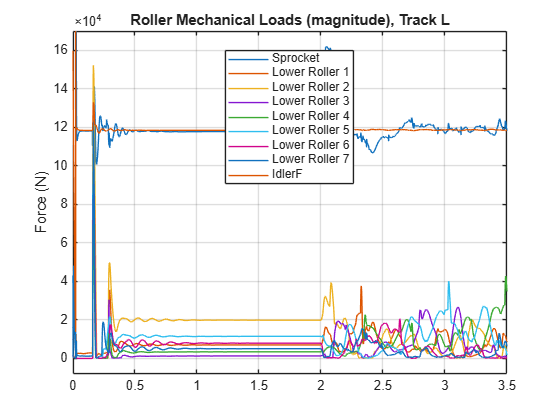 Roller Mechanical Loads (magnitude), Track L
×10⁴
16
14
12
10
8
6
4
2
0
Force (N)
Sprocket
Lower Roller 1
Lower Roller 2
Lower Roller 3
Lower Roller 4
Lower Roller 5
Lower Roller 6
Lower Roller 7
IdlerF
0 0.5 1 1.5 2 2.5 3 3.5